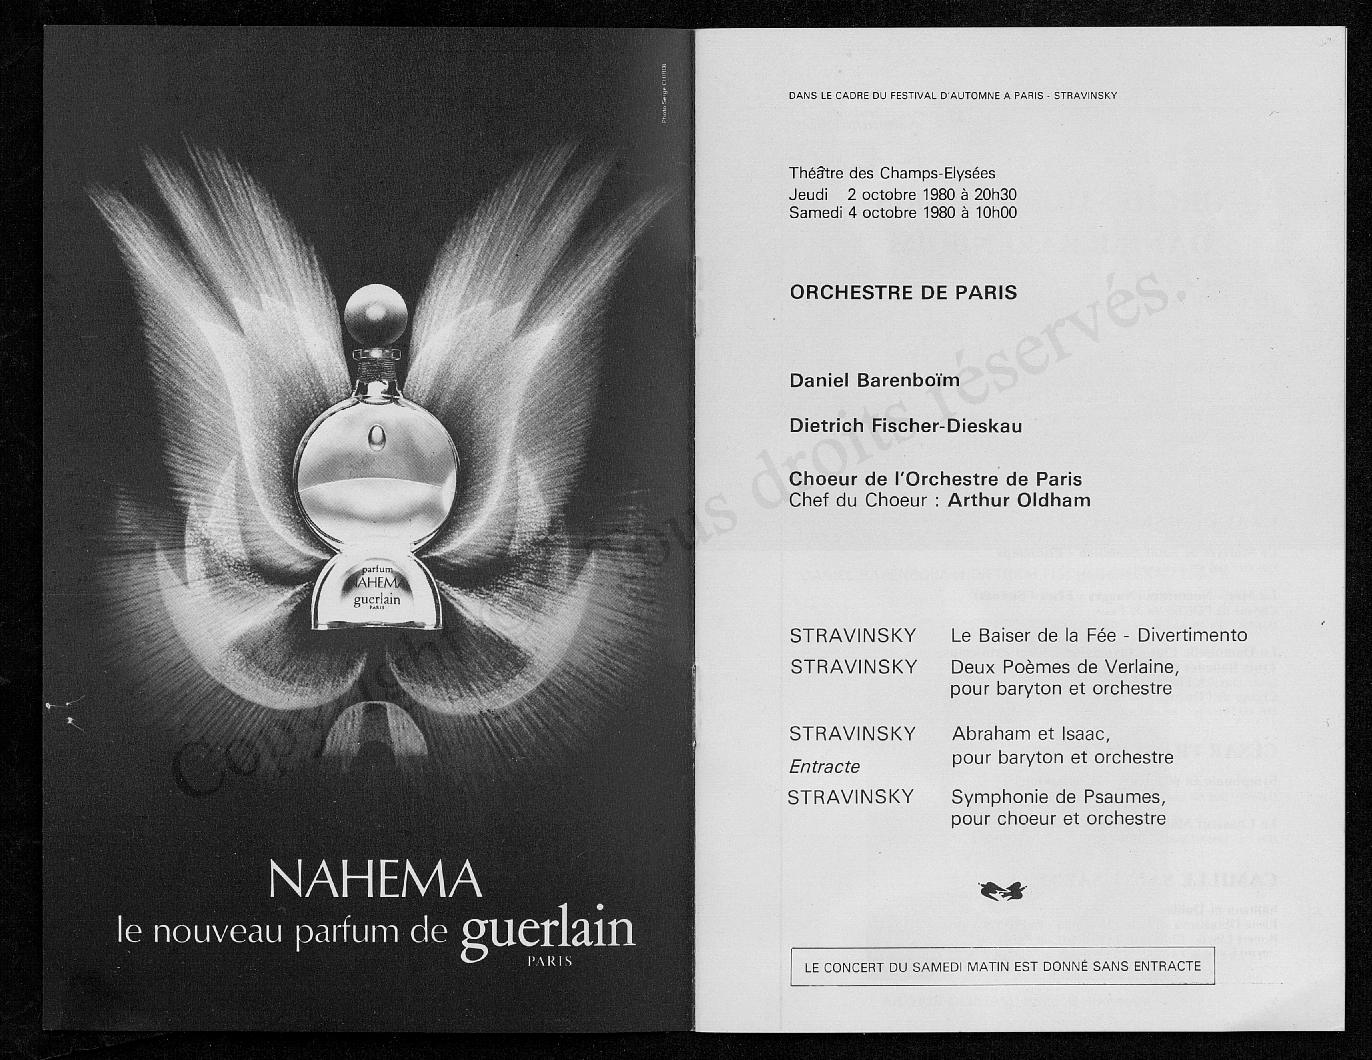 parfum
NAHEMA
guerlain
PARIS
NAHEMA
le nouveau parfum de guerlain
PARIS
DANS LE CADRE DU FESTIVAL D'AUTOMNE A PARIS - STRAVINSKY
Théâtre des Champs-Elysées
Jeudi 2 octobre 1980 à 20h30
Samedi 4 octobre 1980 à 10h00
ORCHESTRE DE PARIS
Daniel Barenboïm
Dietrich Fischer-Dieskau
Choeur de l'Orchestre de Paris
Chef du Choeur : Arthur Oldham
STRAVINSKY Le Baiser de la Fée - Divertimento
STRAVINSKY Deux Poèmes de Verlaine,
pour baryton et orchestre
STRAVINSKY Abraham et Isaac,
pour baryton et orchestre
Entracte
STRAVINSKY Symphonie de Psaumes,
pour choeur et orchestre
LE CONCERT DU SAMEDI MATIN EST DONNÉ SANS ENTRACTE
tous droits réservés.